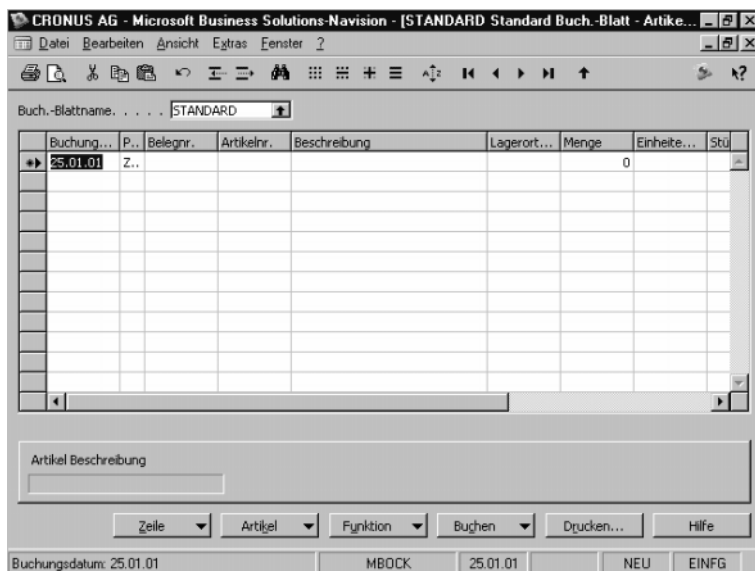 CRONUS AG - Microsoft Business Solutions-Navision - [STANDARD Standard Buch.-Blatt - Artike...
Datei Bearbeiten Ansicht Extras Fenster ?
Buch.-Blattname. . . . . STANDARD
Buchung... P.. Belegnr. Artikelnr. Beschreibung Lagerort... Menge Einheite... Stü
25.01.01 Z.. 0
Artikel Beschreibung
Zeile Artikel Funktion Buchen Drucken... Hilfe
Buchungsdatum: 25.01.01 MBOCK 25.01.01 NEU EINFG